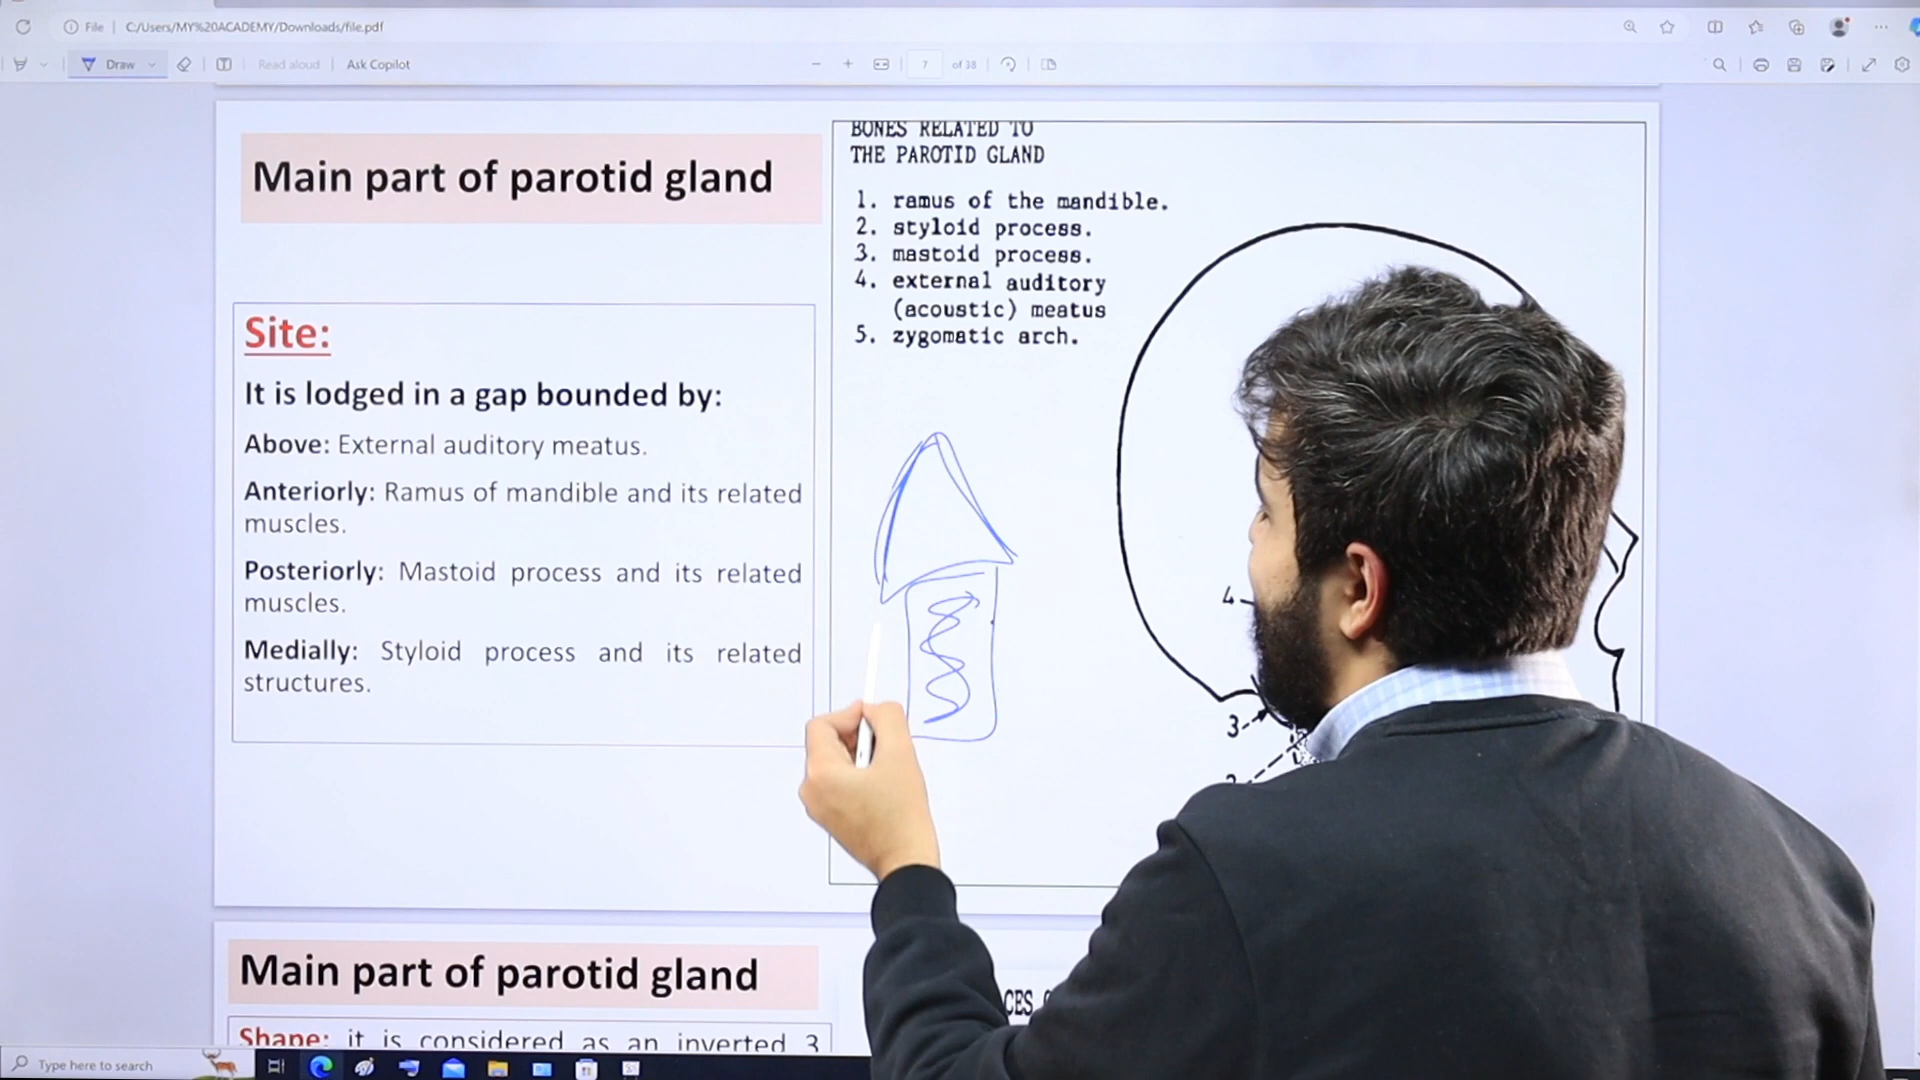 File
C:/Users/MY%20ACADEMY/Downloads/file.pdf
Draw
Read aloud
Ask Copilot
7
of 38
Main part of parotid gland
Site:
It is lodged in a gap bounded by:
Above: External auditory meatus.
Anteriorly: Ramus of mandible and its related
muscles.
Posteriorly: Mastoid process and its related
muscles.
Medially: Styloid process and its related
structures.
BONES RELATED TO
THE PAROTID GLAND
1. ramus of the mandible.
2. styloid process.
3. mastoid process.
4. external auditory
(acoustic) meatus
5. zygomatic arch.
4
3
Main part of parotid gland
Shape: it is considered as an inverted 3
Type here to search